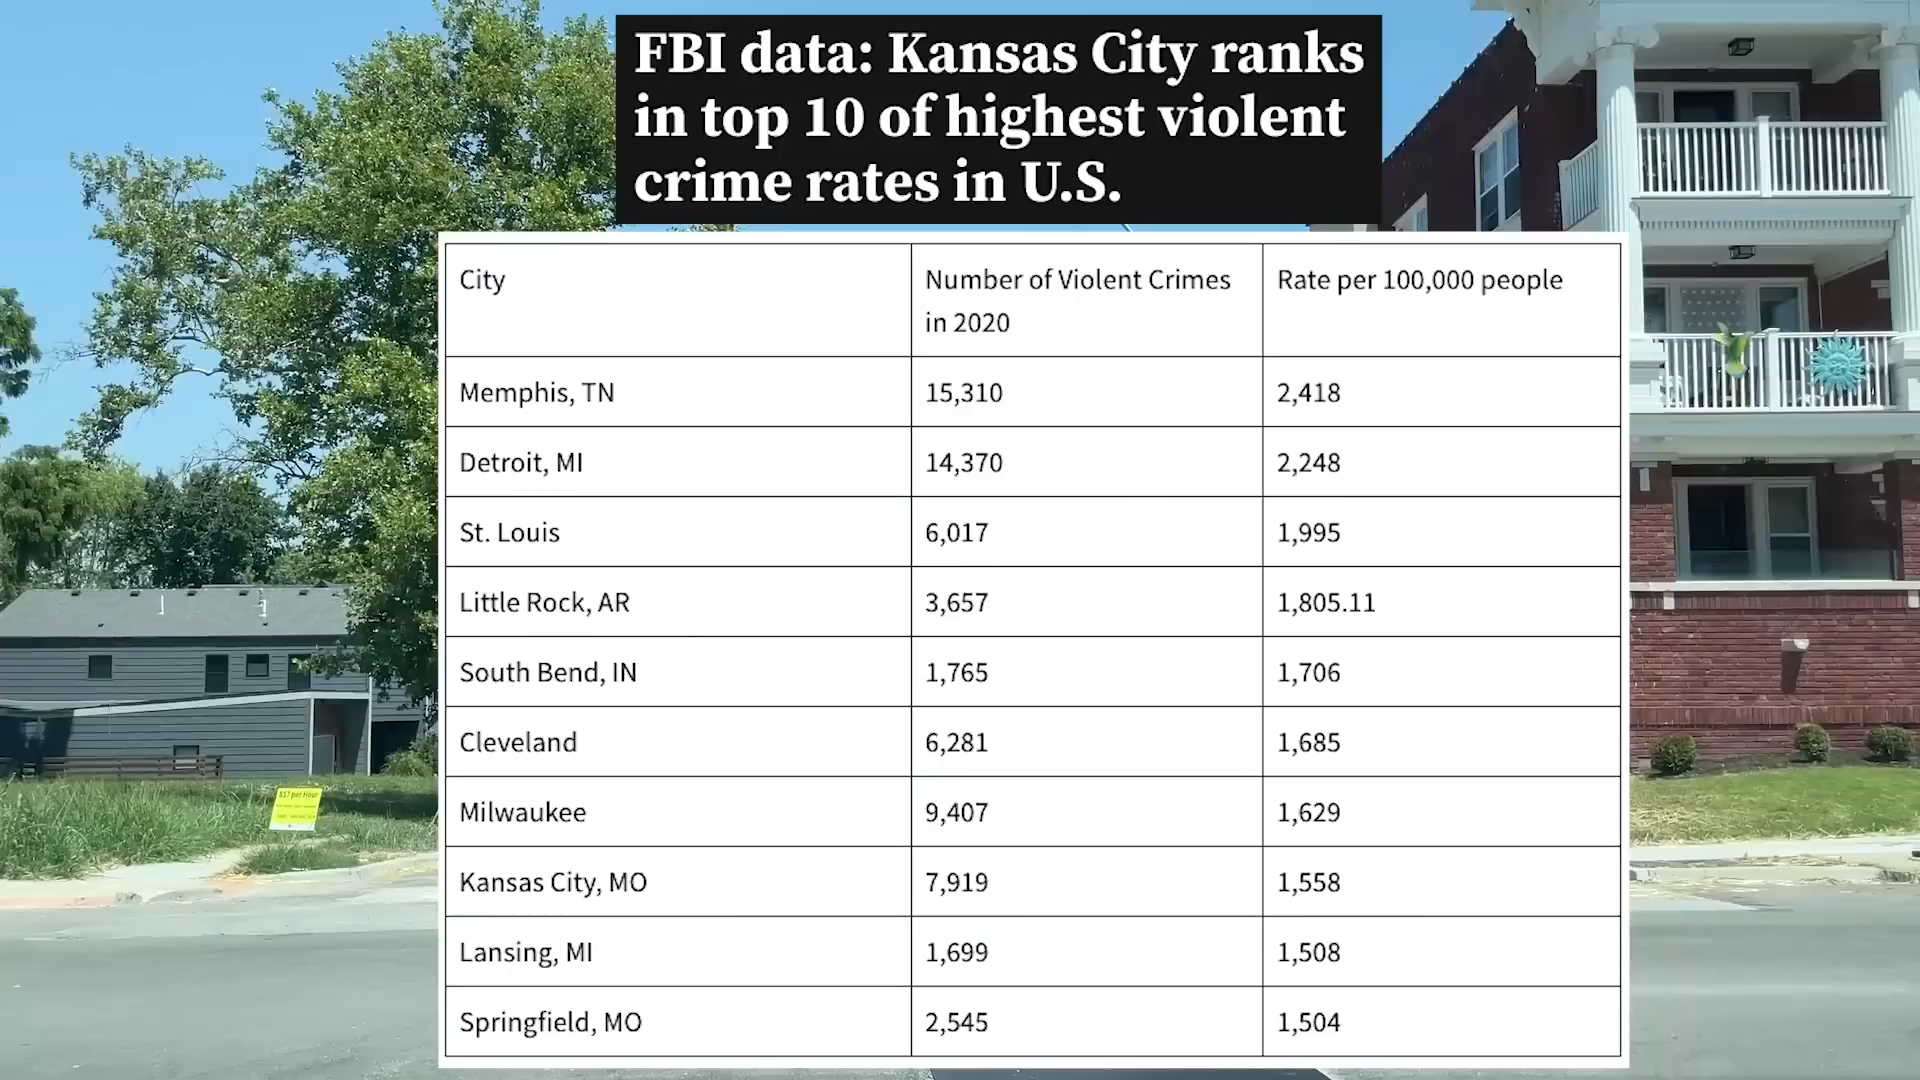 FBI data: Kansas City ranks
in top 10 of highest violent
crime rates in U.S.
City
Number of Violent Crimes
in 2020
Rate per 100,000 people
Memphis, TN
15,310
2,418
Detroit, MI
14,370
2,248
St. Louis
6,017
1,995
Little Rock, AR
3,657
1,805.11
South Bend, IN
1,765
1,706
Cleveland
6,281
1,685
Milwaukee
9,407
1,629
Kansas City, MO
7,919
1,558
Lansing, MI
1,699
1,508
Springfield, MO
2,545
1,504
$17 per Hour